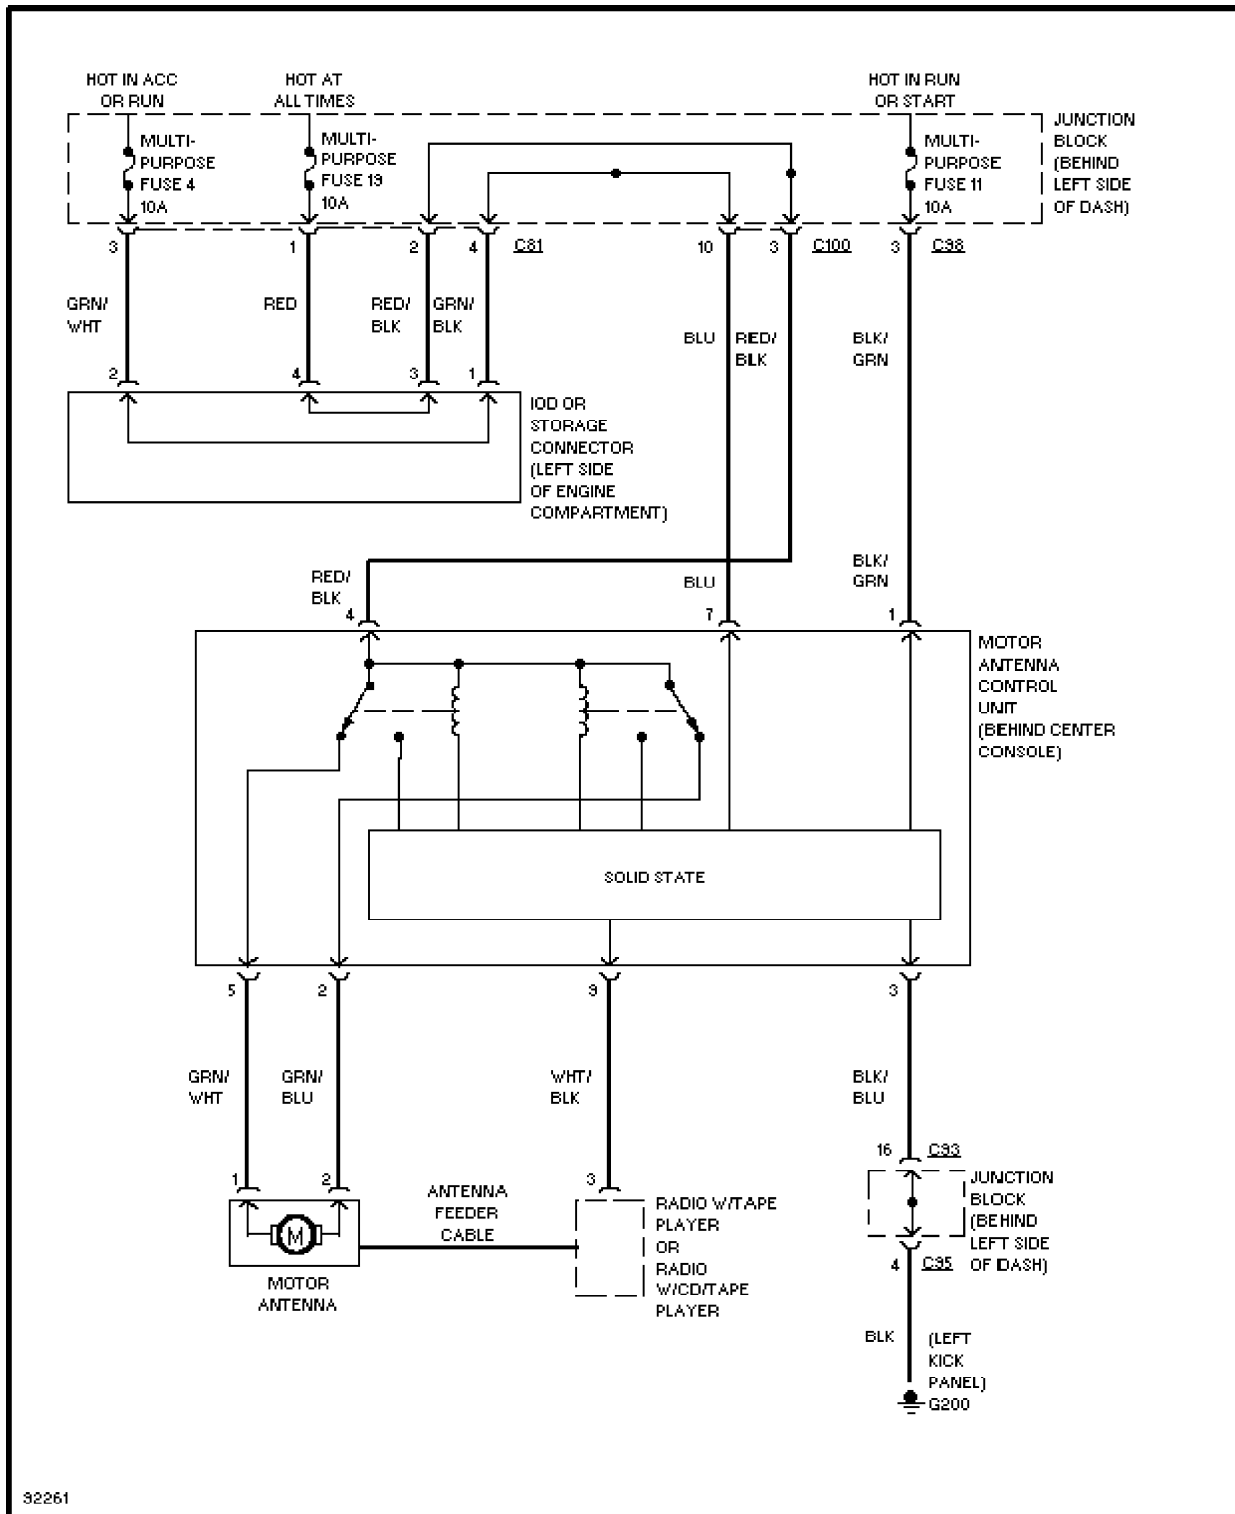 HOT IN ACC
OR RUN
HOT AT
ALL TIMES
HOT IN RUN
OR START
MULTI-
PURPOSE
FUSE 4
10A
MULTI-
PURPOSE
FUSE 19
10A
MULTI-
PURPOSE
FUSE 11
10A
JUNCTION
BLOCK
(BEHIND
LEFT SIDE
OF DASH)
3
1
2
4
C81
10
3
C100
3
C98
GRN/
WHT
RED
RED/
BLK
GRN/
BLK
BLU
RED/
BLK
BLK/
GRN
2
4
3
1
IOD OR
STORAGE
CONNECTOR
(LEFT SIDE
OF ENGINE
COMPARTMENT)
RED/
BLK
BLU
BLK/
GRN
4
7
1
MOTOR
ANTENNA
CONTROL
UNIT
(BEHIND CENTER
CONSOLE)
SOLID STATE
5
2
9
3
GRN/
WHT
GRN/
BLU
WHT/
BLK
BLK/
BLU
16
C93
1
2
3
ANTENNA
FEEDER
CABLE
M
MOTOR
ANTENNA
RADIO W/TAPE
PLAYER
OR
RADIO
W/CD/TAPE
PLAYER
JUNCTION
BLOCK
(BEHIND
LEFT SIDE
OF DASH)
4
C95
BLK
(LEFT
KICK
PANEL)
G200
92261